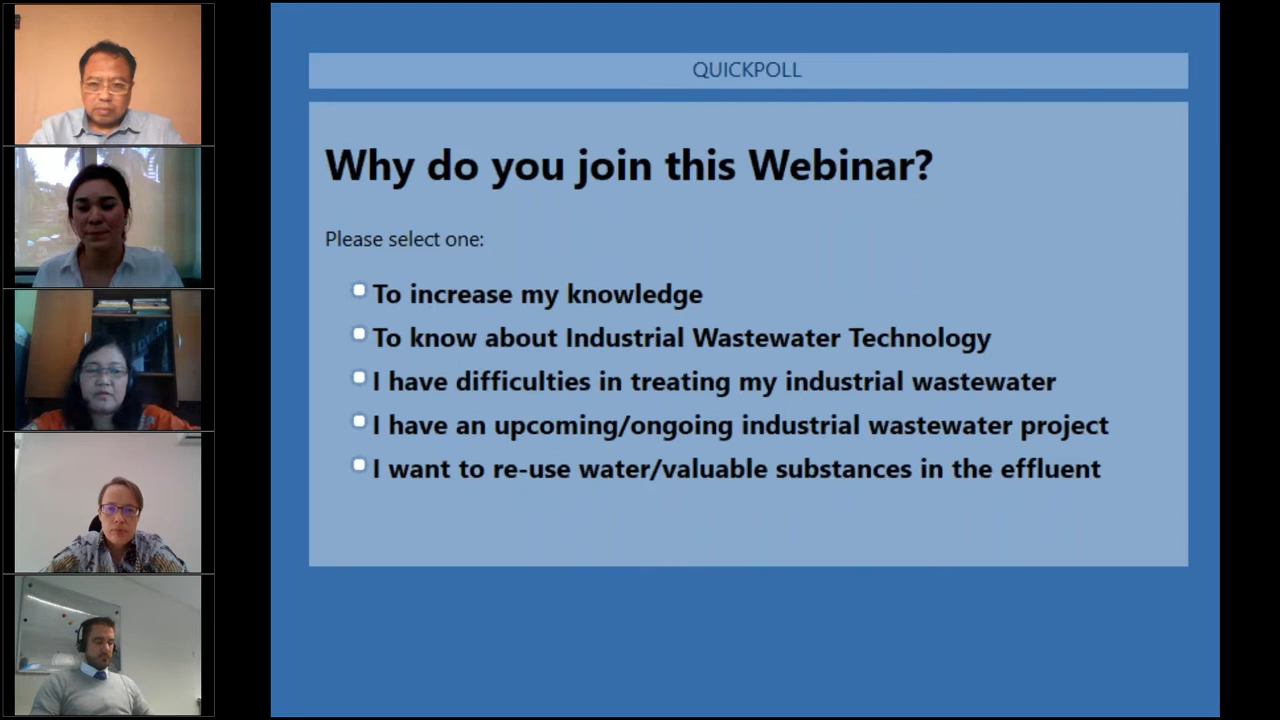 QUICKPOLL
Why do you join this Webinar?
Please select one:
To increase my knowledge
To know about Industrial Wastewater Technology
I have difficulties in treating my industrial wastewater
I have an upcoming/ongoing industrial wastewater project
I want to re-use water/valuable substances in the effluent